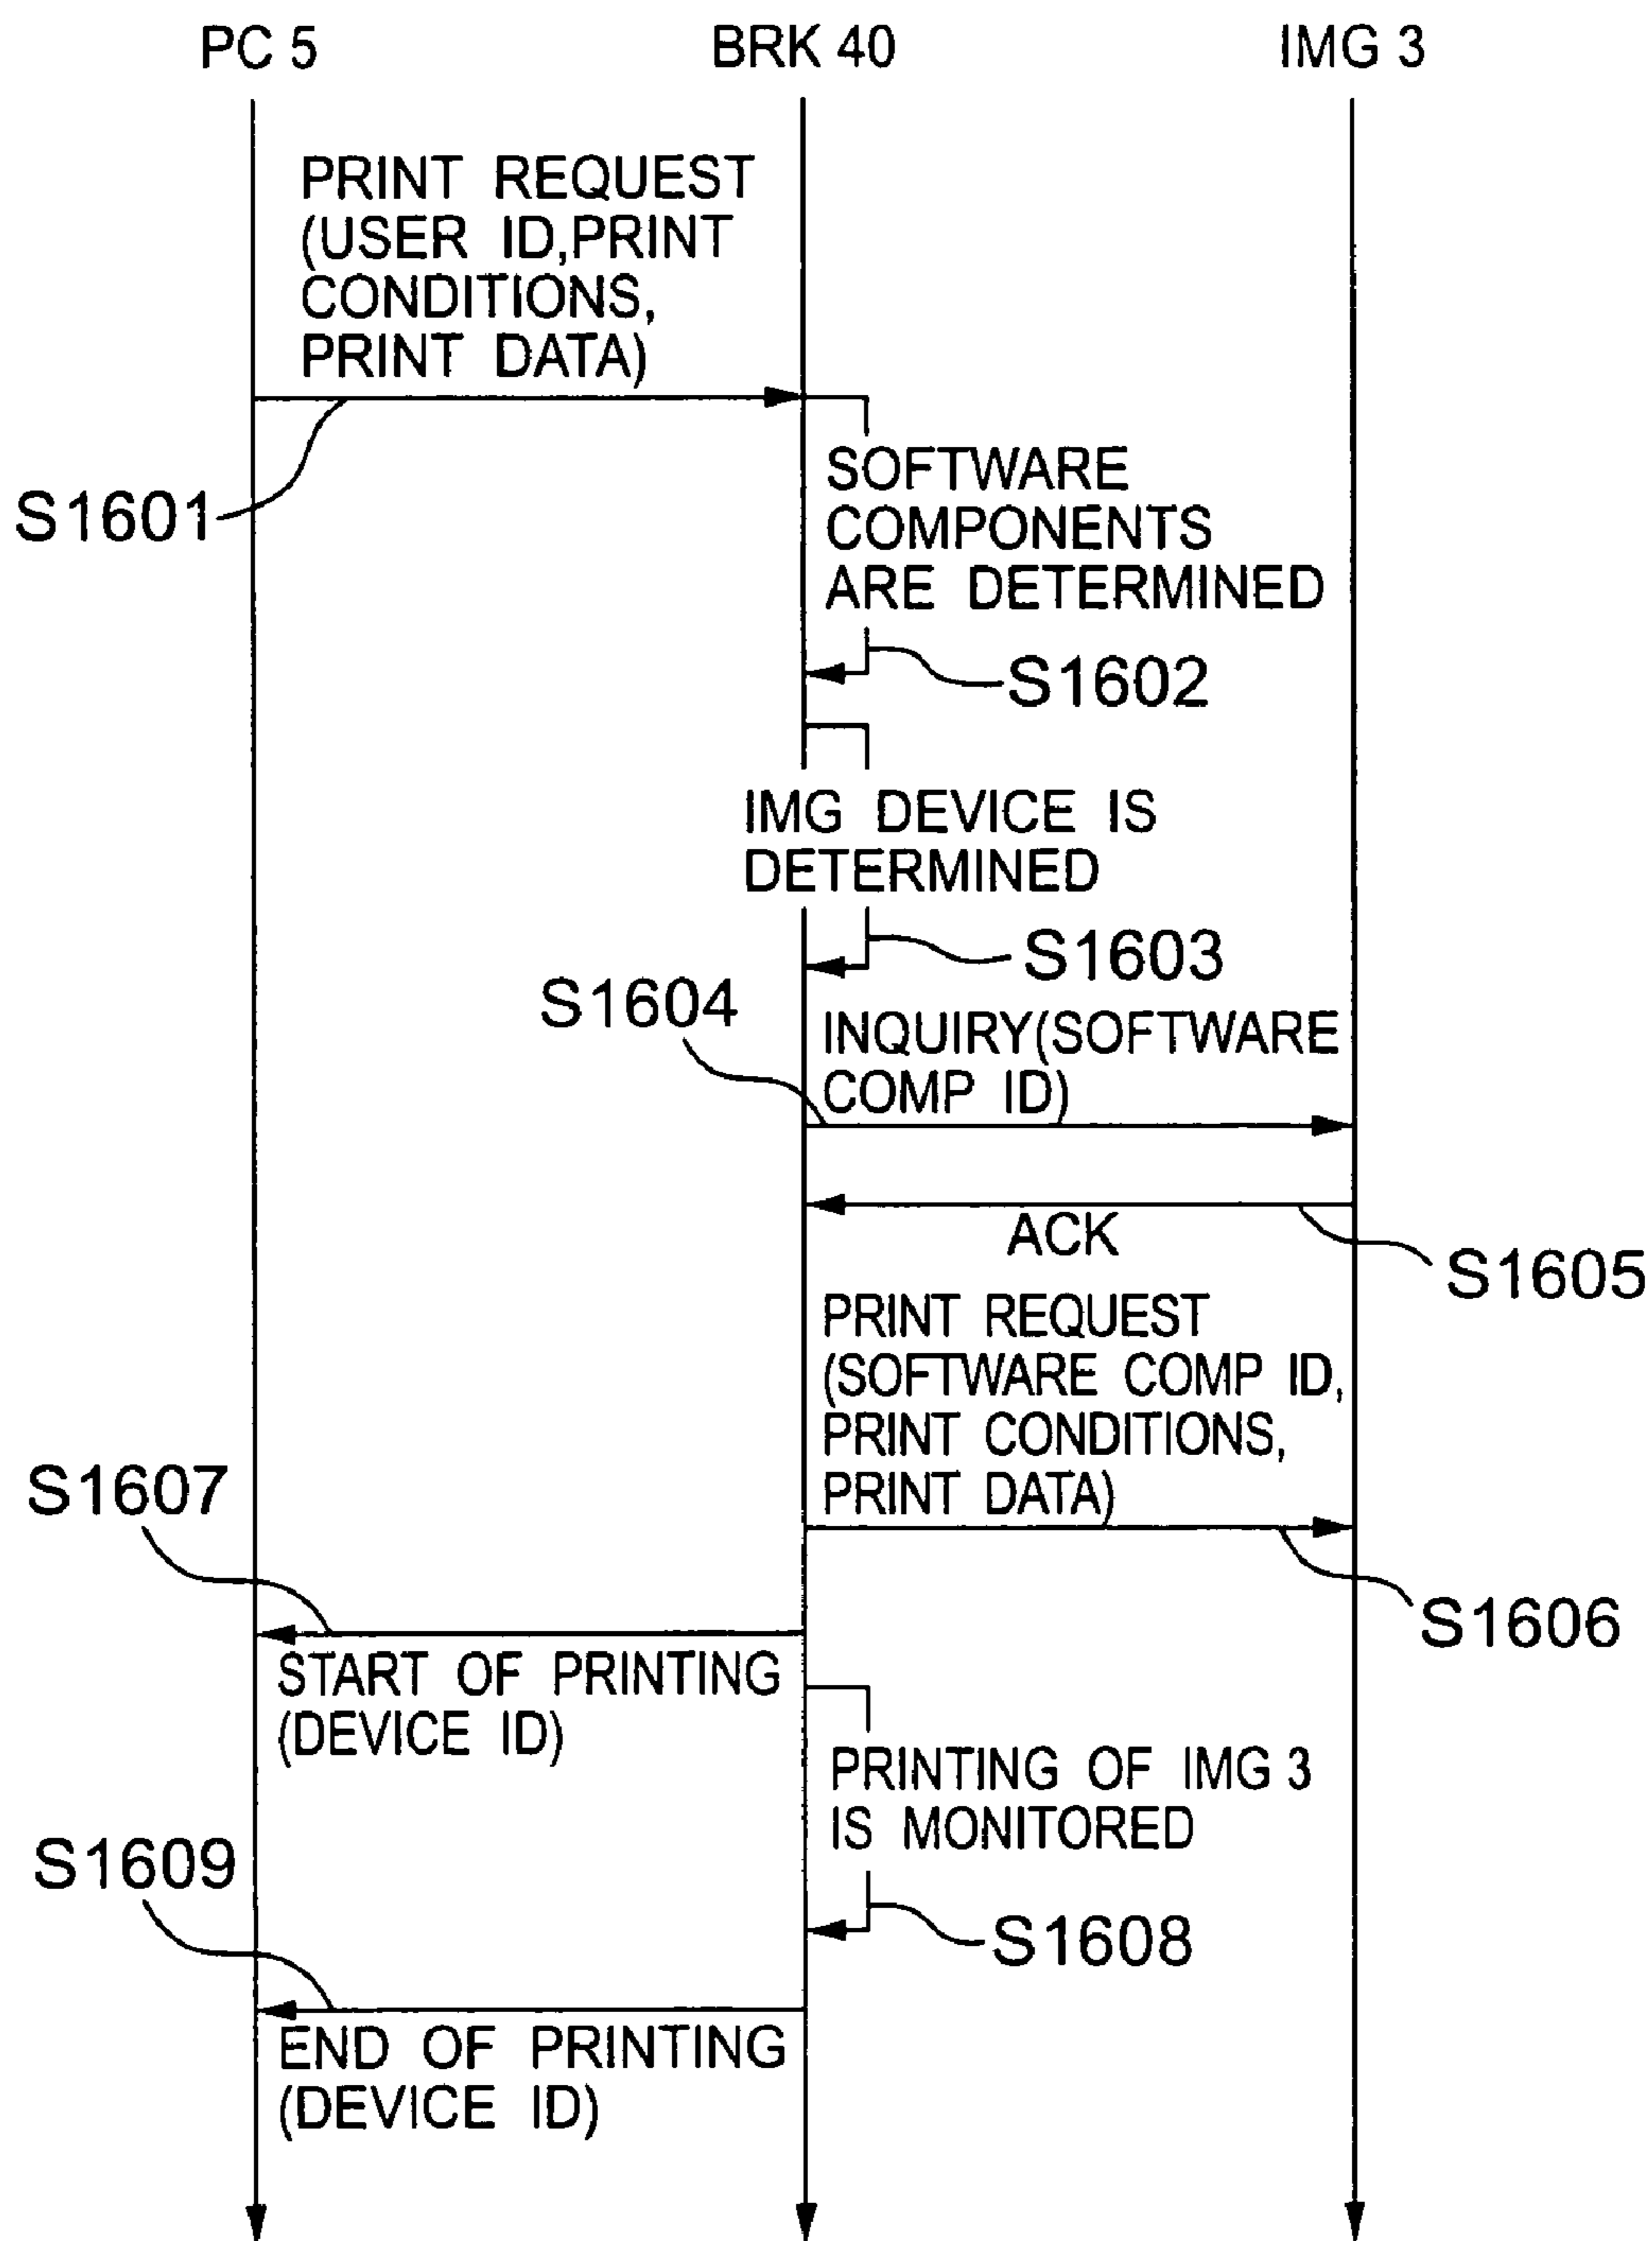 PC 5
BRK 40
IMG 3
PRINT REQUEST
(USER ID,PRINT
CONDITIONS,
PRINT DATA)
S1601
SOFTWARE
COMPONENTS
ARE DETERMINED
S1602
IMG DEVICE IS
DETERMINED
S1603
S1604
INQUIRY(SOFTWARE
COMP ID)
ACK
S1605
PRINT REQUEST
(SOFTWARE COMP ID,
PRINT CONDITIONS,
PRINT DATA)
S1606
S1607
START OF PRINTING
(DEVICE ID)
PRINTING OF IMG 3
IS MONITORED
S1608
S1609
END OF PRINTING
(DEVICE ID)